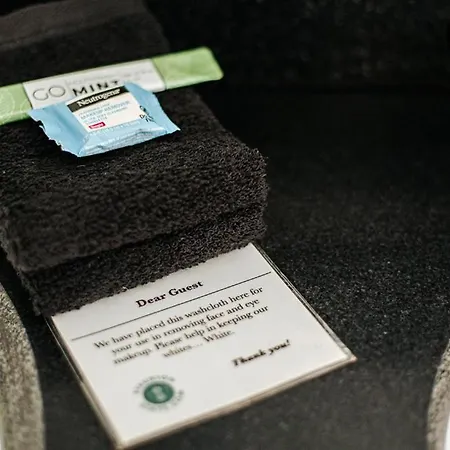 GO
MINT
Neutrogena
MAKEUP REMOVER
Dear Guest
We have placed this washcloth here for
your use in removing face and eye
makeup. Please help in keeping our
whites... White.
Thank you!